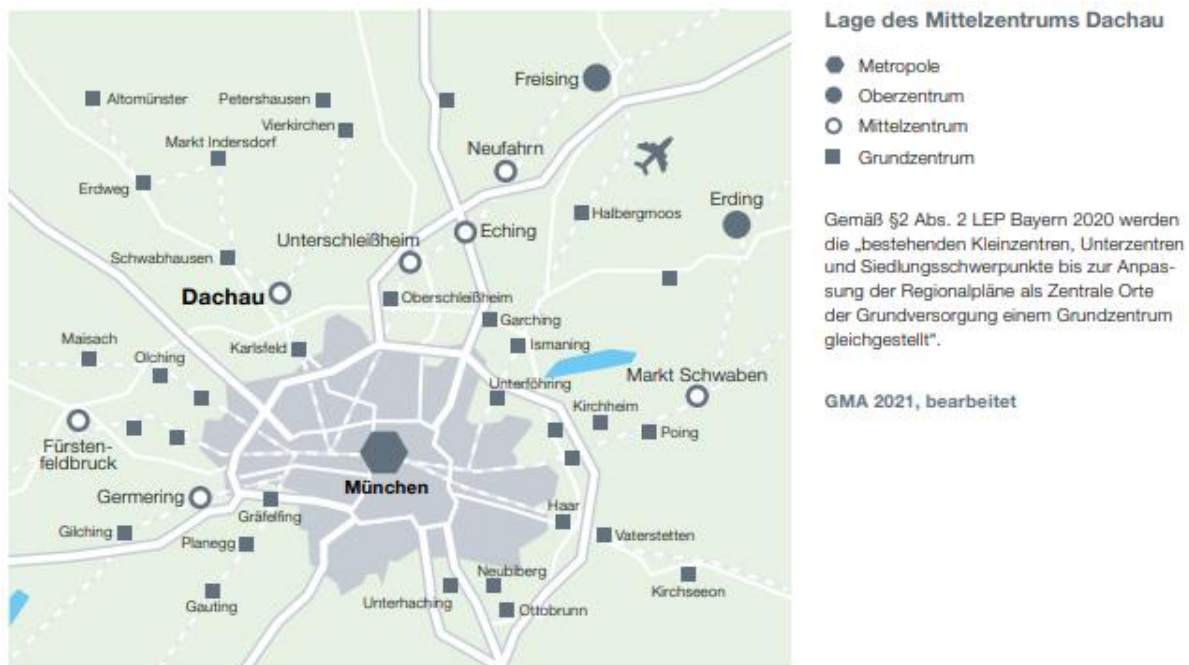 Freising
Altomünster
Petershausen
Vierkirchen
Markt Indersdorf
Neufahrn
Erdweg
Erding
Halbergmoos
Unterschleißheim
Eching
Schwabhausen
Dachau
Oberschleißheim
Garching
Maisach
Karlsfeld
Ismaning
Olching
Unterföhring
Markt Schwaben
Kirchheim
Poing
Fürsten-
feldbruck
München
Germering
Gräfelfing
Haar
Gilching
Planegg
Vaterstetten
Neubiberg
Kirchseeon
Gauting
Unterhaching
Ottobrunn
Lage des Mittelzentrums Dachau
Metropole
Oberzentrum
Mittelzentrum
Grundzentrum
Gemäß §2 Abs. 2 LEP Bayern 2020 werden
die „bestehenden Kleinzentren, Unterzentren
und Siedlungsschwerpunkte bis zur Anpas-
sung der Regionalpläne als Zentrale Orte
der Grundversorgung einem Grundzentrum
gleichgestellt“.
GMA 2021, bearbeitet